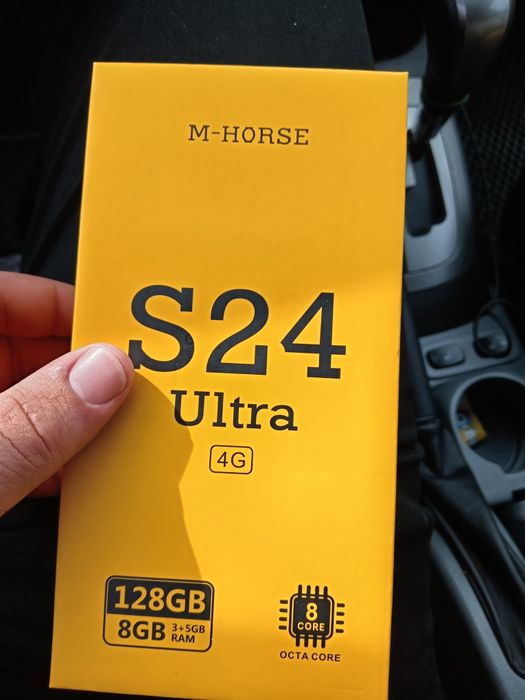 M-HORSE
S24
Ultra
4G
128GB
8GB 3+5GB RAM
8 CORE
OCTA CORE